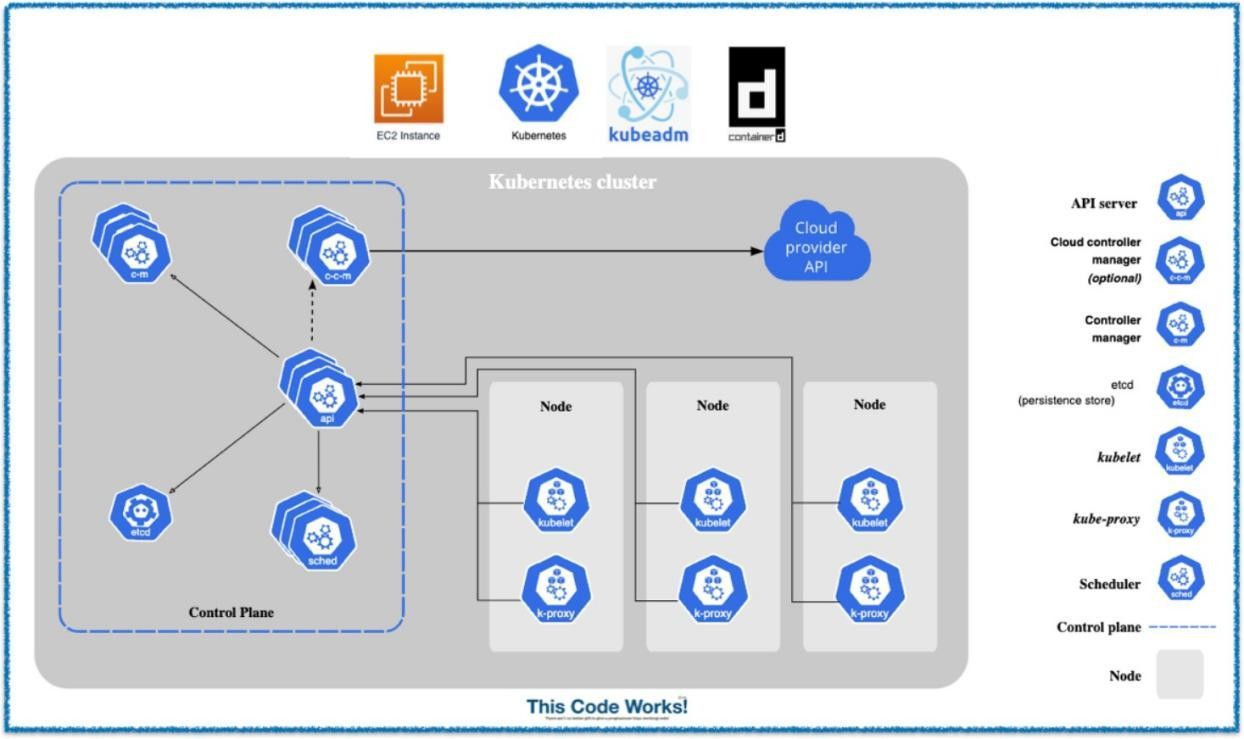 EC2 Instance
Kubernetes
kubeadm
containerd
Kubernetes cluster
c-m
c-c-m
Cloud
provider
API
api
etcd
sched
Control Plane
Node
Node
Node
kubelet
kubelet
kubelet
k-proxy
k-proxy
k-proxy
API server
api
Cloud controller
manager
(optional)
c-c-m
Controller
manager
c-m
etcd
(persistence store)
etcd
kubelet
kubelet
kube-proxy
k-proxy
Scheduler
sched
Control plane
Node
This Code Works!